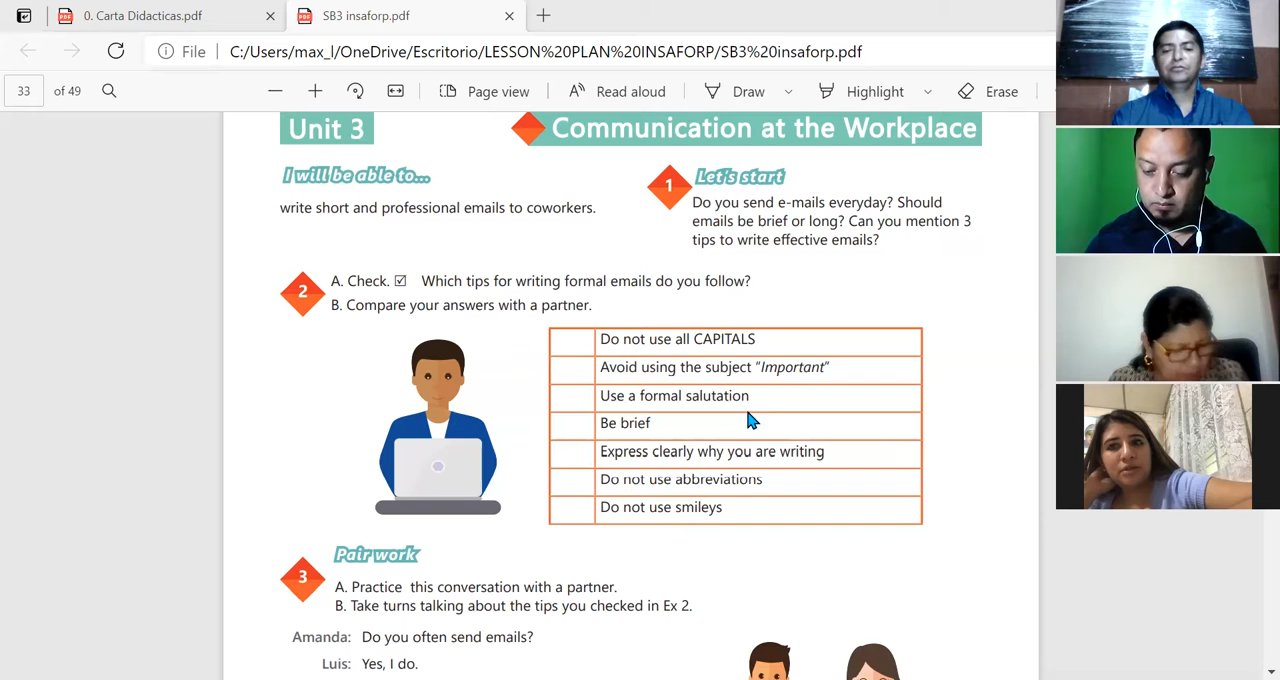 0. Carta Didacticas.pdf
SB3 insaforp.pdf
File
C:/Users/max_l/OneDrive/Escritorio/LESSON%20PLAN%20INSAFORP/SB3%20insaforp.pdf
33 of 49
Page view
Read aloud
Draw
Highlight
Erase
Unit 3
Communication at the Workplace
I will be able to...
write short and professional emails to coworkers.
1 Let's start
Do you send e-mails everyday? Should
emails be brief or long? Can you mention 3
tips to write effective emails?
2 A. Check. ☑ Which tips for writing formal emails do you follow?
B. Compare your answers with a partner.
Do not use all CAPITALS
Avoid using the subject “Important”
Use a formal salutation
Be brief
Express clearly why you are writing
Do not use abbreviations
Do not use smileys
3 Pair work
A. Practice this conversation with a partner.
B. Take turns talking about the tips you checked in Ex 2.
Amanda: Do you often send emails?
Luis: Yes, I do.